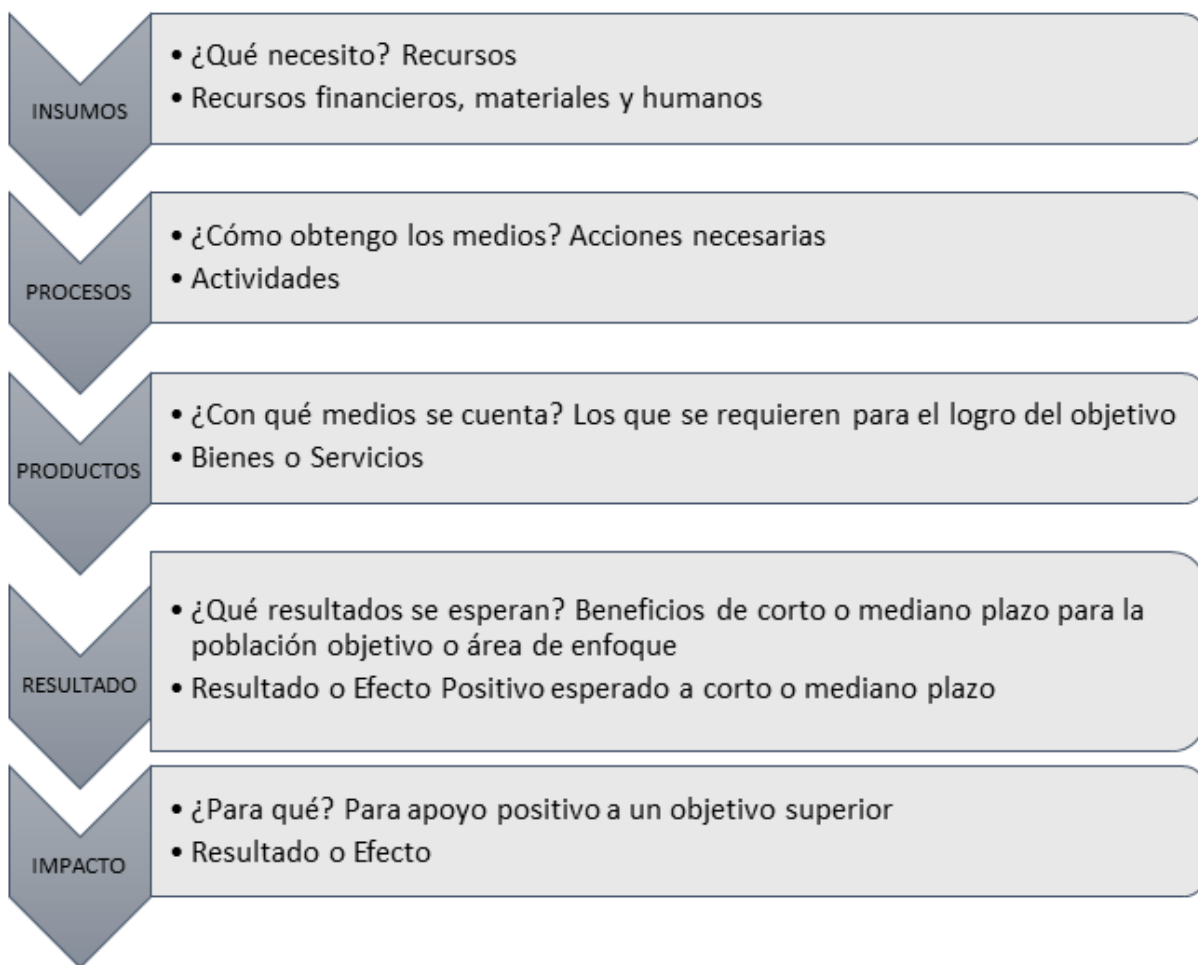 INSUMOS
• ¿Qué necesito? Recursos
• Recursos financieros, materiales y humanos
PROCESOS
• ¿Cómo obtengo los medios? Acciones necesarias
• Actividades
PRODUCTOS
• ¿Con qué medios se cuenta? Los que se requieren para el logro del objetivo
• Bienes o Servicios
RESULTADO
• ¿Qué resultados se esperan? Beneficios de corto o mediano plazo para la
población objetivo o área de enfoque
• Resultado o Efecto Positivo esperado a corto o mediano plazo
IMPACTO
• ¿Para qué? Para apoyo positivo a un objetivo superior
• Resultado o Efecto